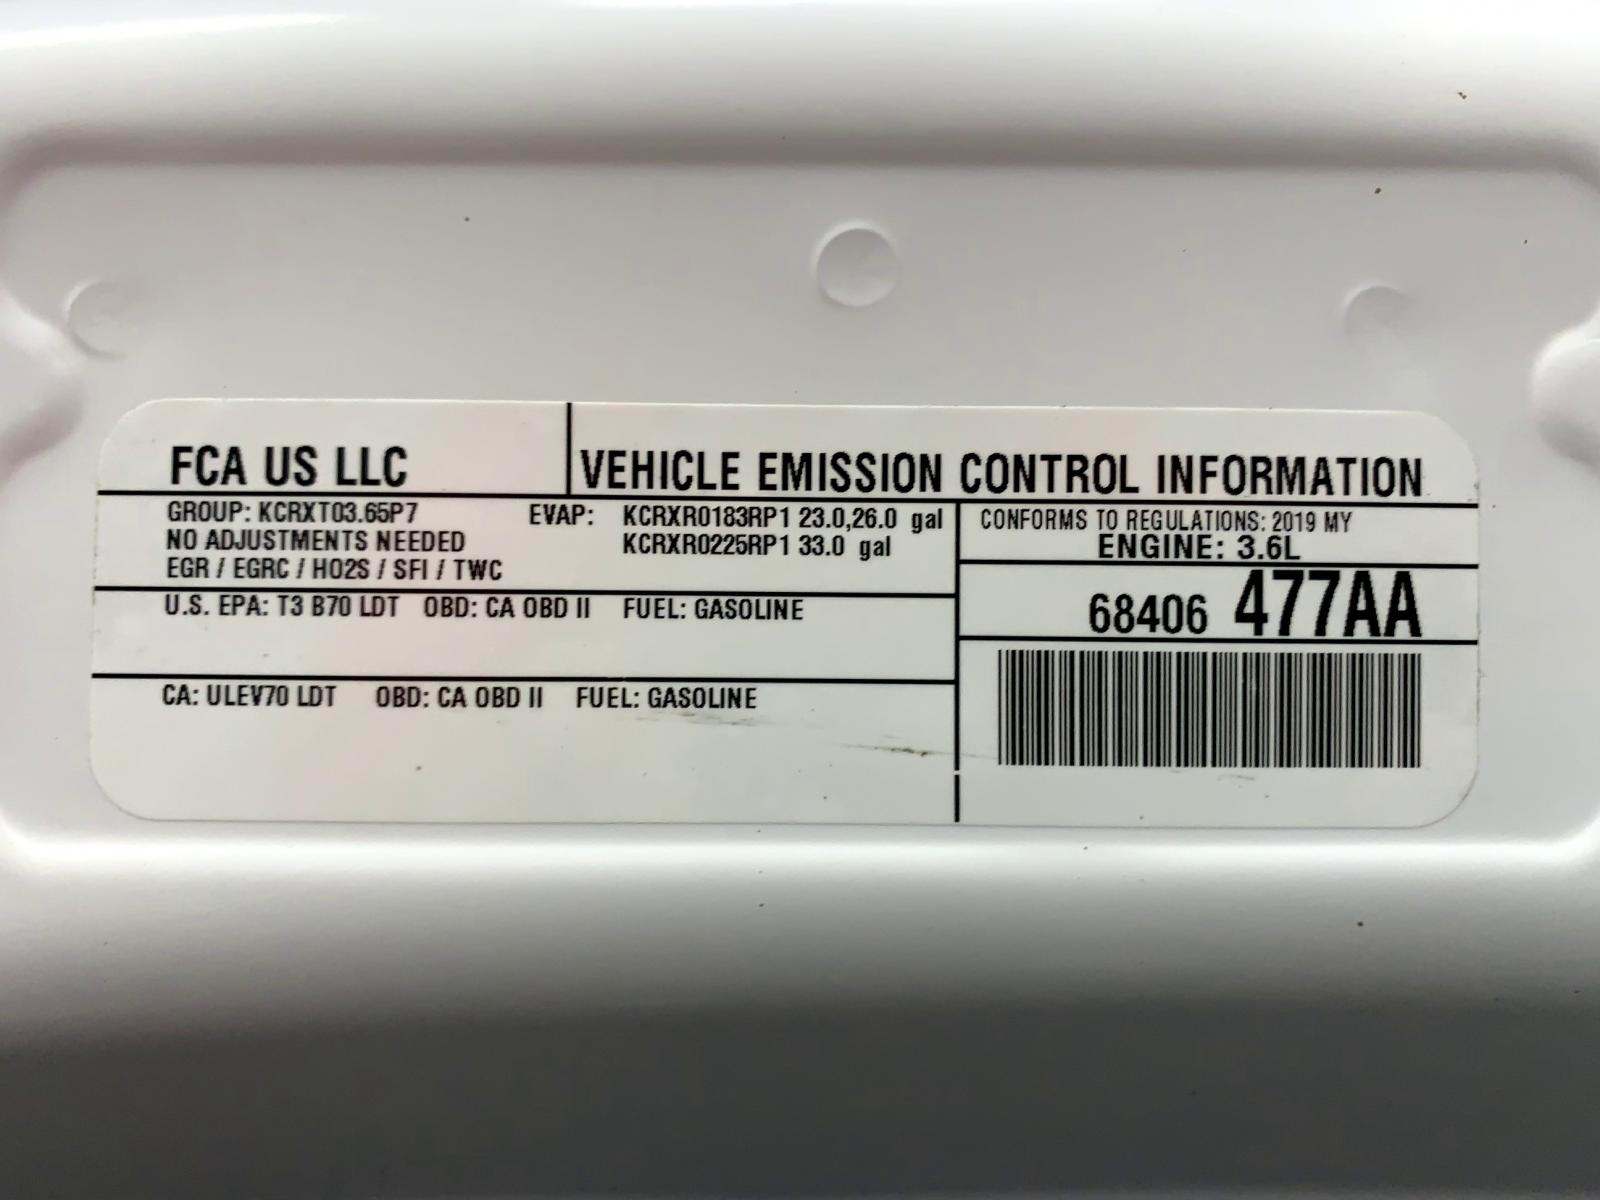 FCA US LLC
VEHICLE EMISSION CONTROL INFORMATION
GROUP: KCRXT03.65P7
NO ADJUSTMENTS NEEDED
EGR / EGRC / HO2S / SFI / TWC
EVAP: KCRXR0183RP1 23.0,26.0 gal
KCRXR0225RP1 33.0 gal
CONFORMS TO REGULATIONS: 2019 MY
ENGINE: 3.6L
U.S. EPA: T3 B70 LDT OBD: CA OBD II FUEL: GASOLINE
68406 477AA
CA: ULEV70 LDT OBD: CA OBD II FUEL: GASOLINE